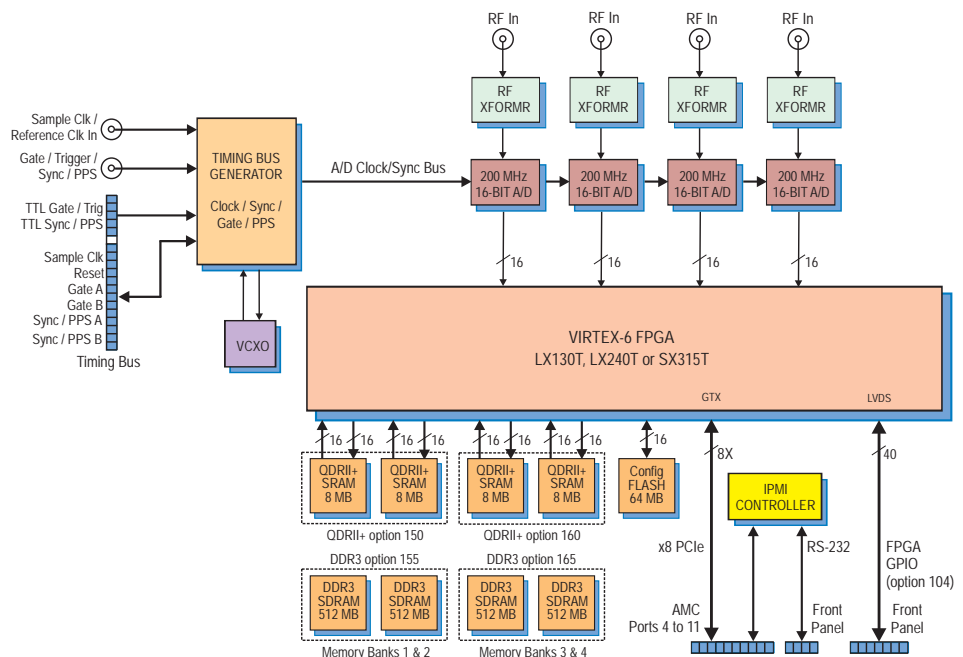 RF In
RF In
RF In
RF In
RF
XFORMR
RF
XFORMR
RF
XFORMR
RF
XFORMR
Sample Clk /
Reference Clk In
Gate / Trigger /
Sync / PPS
TTL Gate / Trig
TTL Sync / PPS
Sample Clk
Reset
Gate A
Gate B
Sync / PPS A
Sync / PPS B
Timing Bus
TIMING BUS
GENERATOR
Clock / Sync /
Gate / PPS
VCXO
A/D Clock/Sync Bus
200 MHz
16-BIT A/D
200 MHz
16-BIT A/D
200 MHz
16-BIT A/D
200 MHz
16-BIT A/D
16
16
16
16
VIRTEX-6 FPGA
LX130T, LX240T or SX315T
GTX
LVDS
16
16
16
16
16
16
16
16
16
8X
40
QDRII+
SRAM
8 MB
QDRII+
SRAM
8 MB
QDRII+
SRAM
8 MB
QDRII+
SRAM
8 MB
Config
FLASH
64 MB
IPMI
CONTROLLER
QDRII+ option 150
QDRII+ option 160
DDR3 option 155
DDR3 option 165
DDR3
SDRAM
512 MB
DDR3
SDRAM
512 MB
DDR3
SDRAM
512 MB
DDR3
SDRAM
512 MB
Memory Banks 1 & 2
Memory Banks 3 & 4
x8 PCIe
RS-232
FPGA
GPIO
(option 104)
AMC
Ports 4 to 11
Front
Panel
Front
Panel